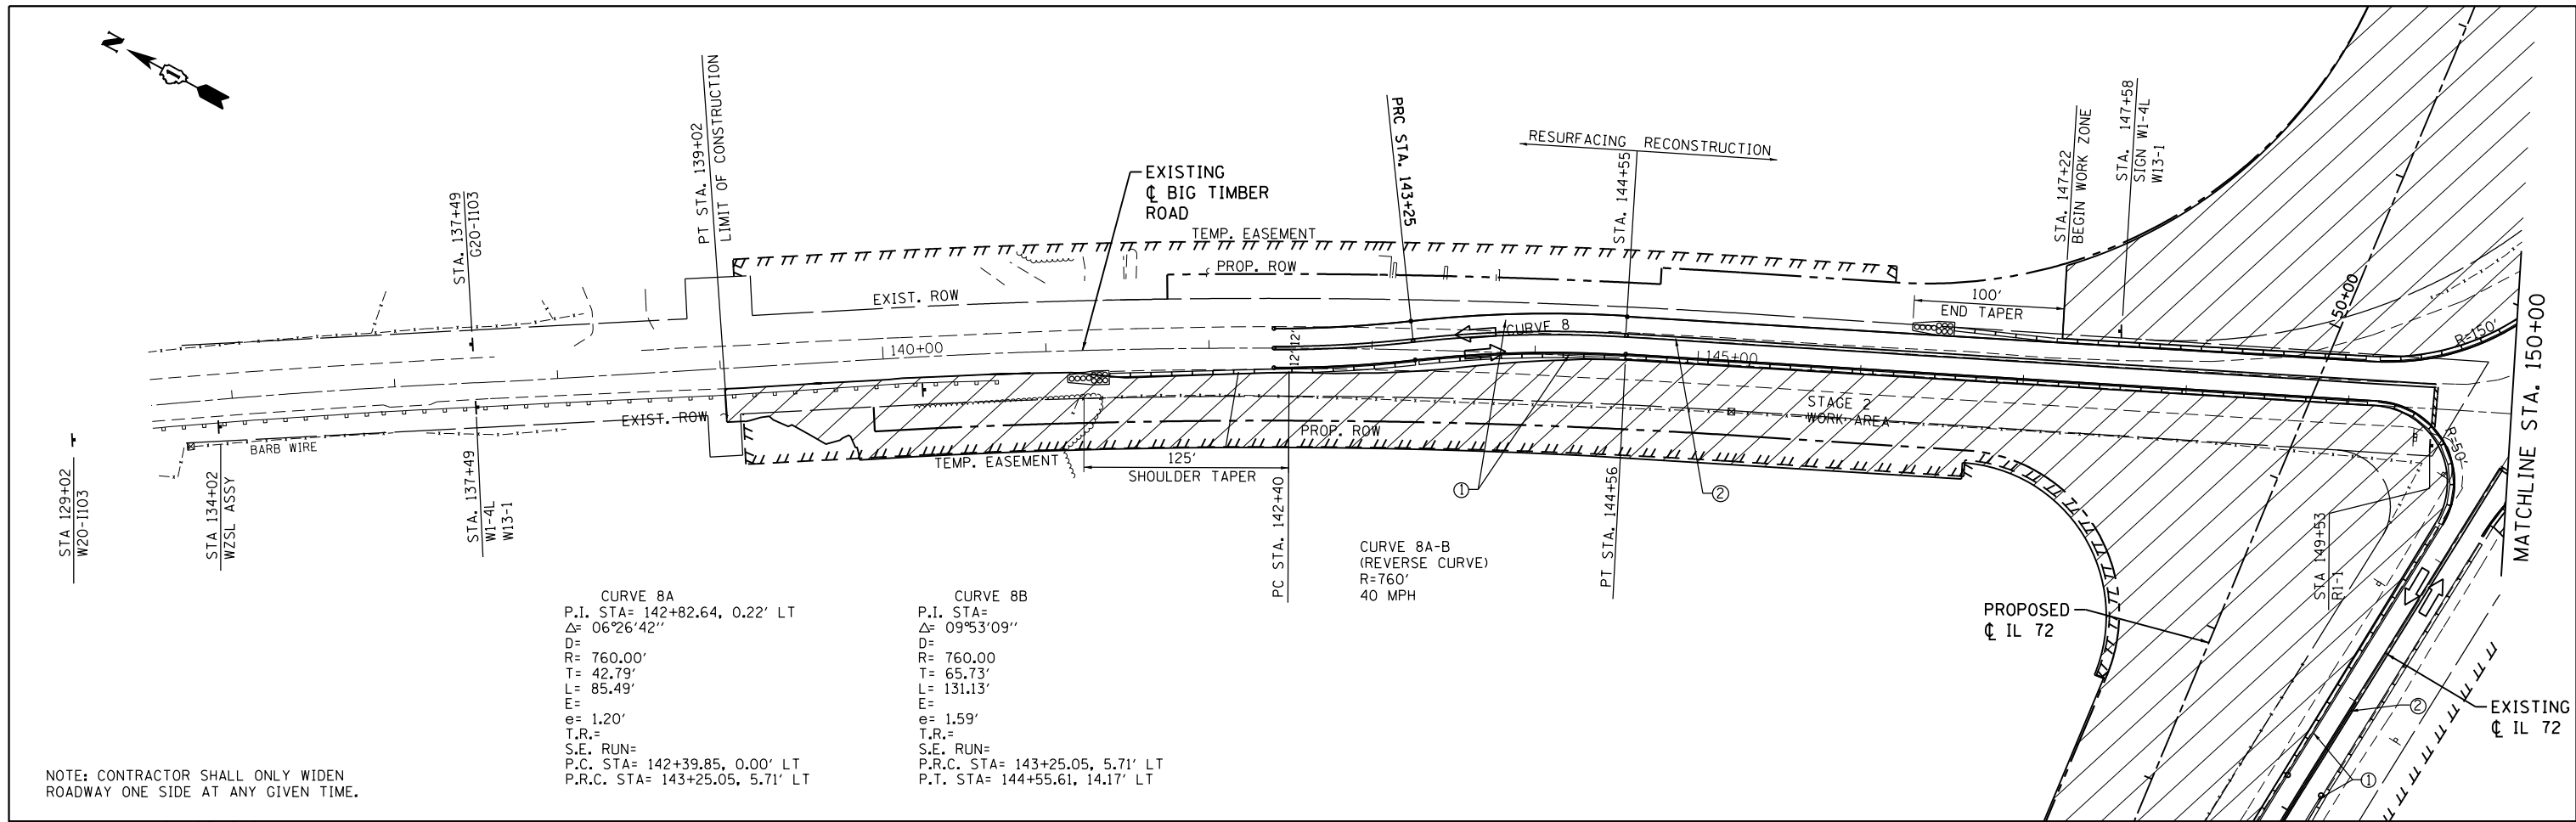 N
PT STA. 139+02
LIMIT OF CONSTRUCTION
STA. 137+49
G20-I103
EXISTING
℄ BIG TIMBER
ROAD
PRC STA. 143+25
RESURFACING RECONSTRUCTION
STA. 144+55
STA. 147+22
BEGIN WORK ZONE
STA. 147+58
SIGN W1-4L
W13-1
TEMP. EASEMENT
PROP. ROW
EXIST. ROW
100'
END TAPER
150+00
R=150'
MATCHLINE STA. 150+00
12' 12'
CURVE 8
140+00
145+00
STAGE 2
WORK AREA
EXIST. ROW
BARB WIRE
PROP. ROW
TEMP. EASEMENT
125'
SHOULDER TAPER
R=50'
1
2
STA 129+02
W20-I103
STA 134+02
WZSL ASSY
STA. 137+49
W1-4L
W13-1
PC STA. 142+40
PT STA. 144+56
STA 149+53
R1-1
CURVE 8A-B
(REVERSE CURVE)
R=760'
40 MPH
PROPOSED
℄ IL 72
EXISTING
℄ IL 72
2
1
CURVE 8A
P.I. STA= 142+82.64, 0.22' LT
Δ= 06°26'42''
D=
R= 760.00'
T= 42.79'
L= 85.49'
E=
e= 1.20'
T.R.=
S.E. RUN=
P.C. STA= 142+39.85, 0.00' LT
P.R.C. STA= 143+25.05, 5.71' LT
CURVE 8B
P.I. STA=
Δ= 09°53'09''
D=
R= 760.00
T= 65.73'
L= 131.13'
E=
e= 1.59'
T.R.=
S.E. RUN=
P.R.C. STA= 143+25.05, 5.71' LT
P.T. STA= 144+55.61, 14.17' LT
NOTE: CONTRACTOR SHALL ONLY WIDEN
ROADWAY ONE SIDE AT ANY GIVEN TIME.